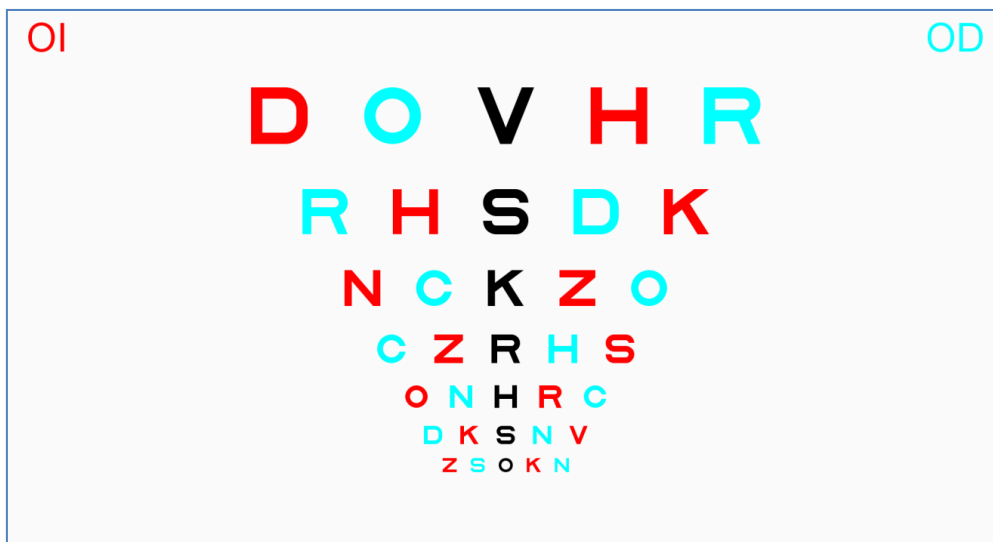 OI OD
D O V H R
R H S D K
N C K Z O
C Z R H S
O N H R C
D K S N V
Z S O K N